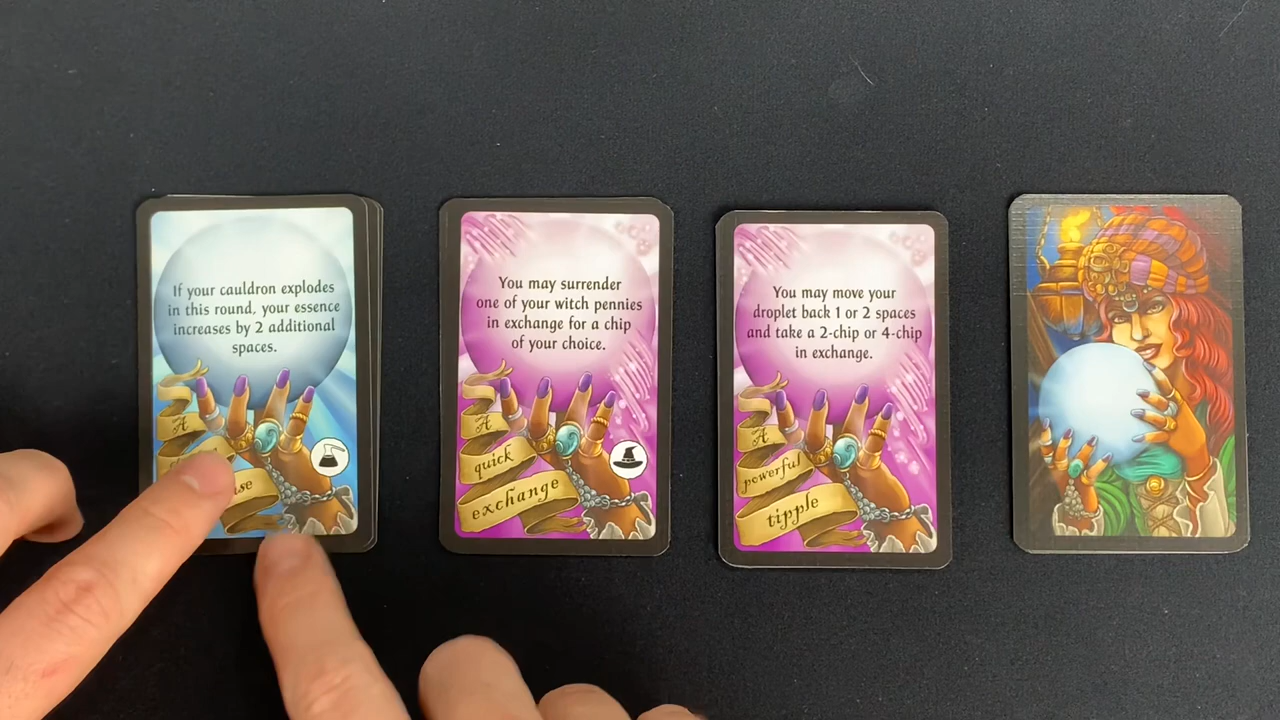 If your cauldron explodes
in this round, your essence
increases by 2 additional
spaces.
A
You may surrender
one of your witch pennies
in exchange for a chip
of your choice.
A
quick
exchange
You may move your
droplet back 1 or 2 spaces
and take a 2-chip or 4-chip
in exchange.
A
powerful
tipple